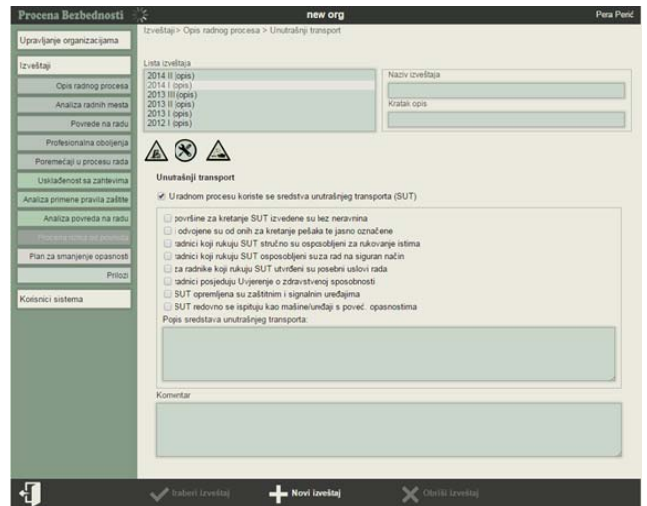 Procena Bezbednosti
new org
Pera Perić
Upravljanje organizacijama
Izveštaji
Opis radnog procesa
Analiza radnih mesta
Povrede na radu
Profesionalna oboljenja
Poremećaji u procesu rada
Usklađenost sa zahtevima
Analiza primene pravila zaštite
Analiza povreda na radu
Procena rizika od povreda
Plan za smanjenje opasnosti
Prilozi
Korisnici sistema
Izveštaji> Opis radnog procesa > Unutrašnji transport
Lista izveštaja
2014 II (opis)
2014 I (opis)
2013 III (opis)
2013 II (opis)
2013 I (opis)
2012 I (opis)
Naziv izveštaja
Kratak opis
Unutrašnji transport
U radnom procesu koriste se sredstva unutrašnjeg transporta (SUT)
površine za kretanje SUT izvedene su bez neravnina
i odvojene su od onih za kretanje pešaka te jasno označene
radnici koji rukuju SUT stručno su osposobljeni za rukovanje istima
radnici koji rukuju SUT osposobljeni su za rad na siguran način
za radnike koji rukuju SUT utvrđeni su posebni uslovi rada
radnici posjeduju Uvjerenje o zdravstvenoj sposobnosti
SUT opremljena su zaštitnim i signalnim uređajima
SUT redovno se ispituju kao mašine/uređaji s poveć. opasnostima
Popis sredstava unutrašnjeg transporta:
Komentar
Izaberi izveštaj
Novi izveštaj
Obriši izveštaj